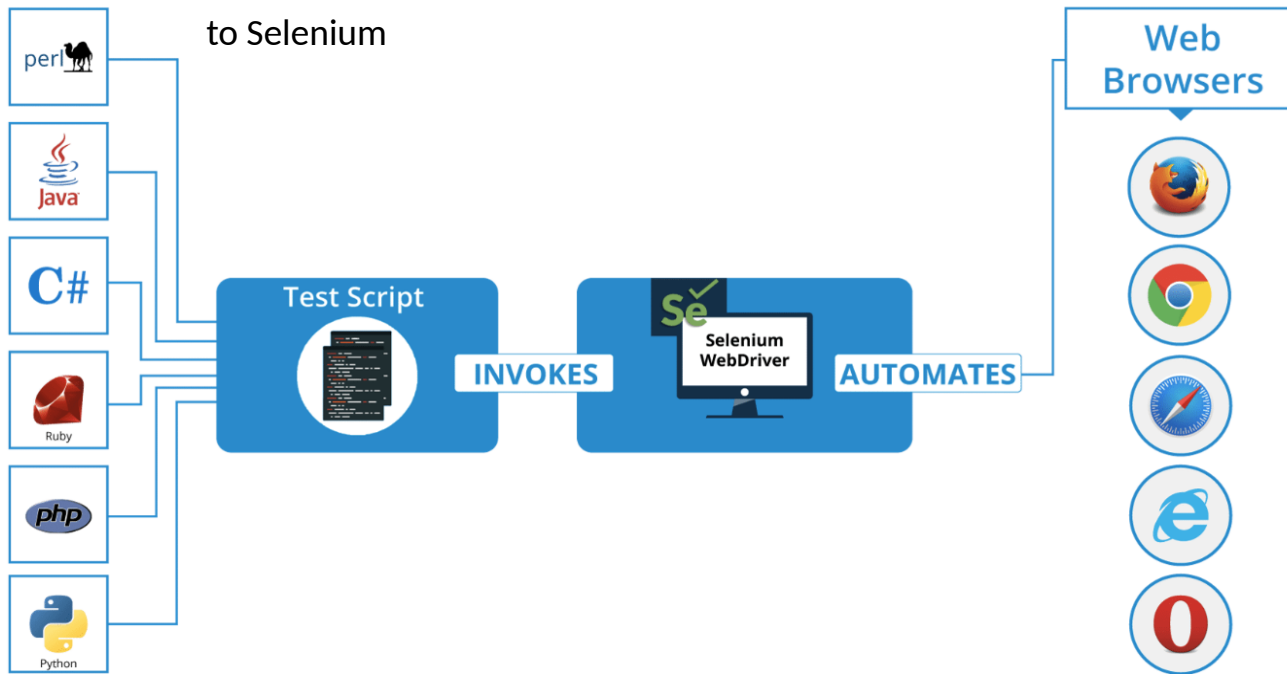 to Selenium
perl
Java
C#
Ruby
php
Python
Test Script
INVOKES
Se
Selenium
WebDriver
AUTOMATES
Web
Browsers